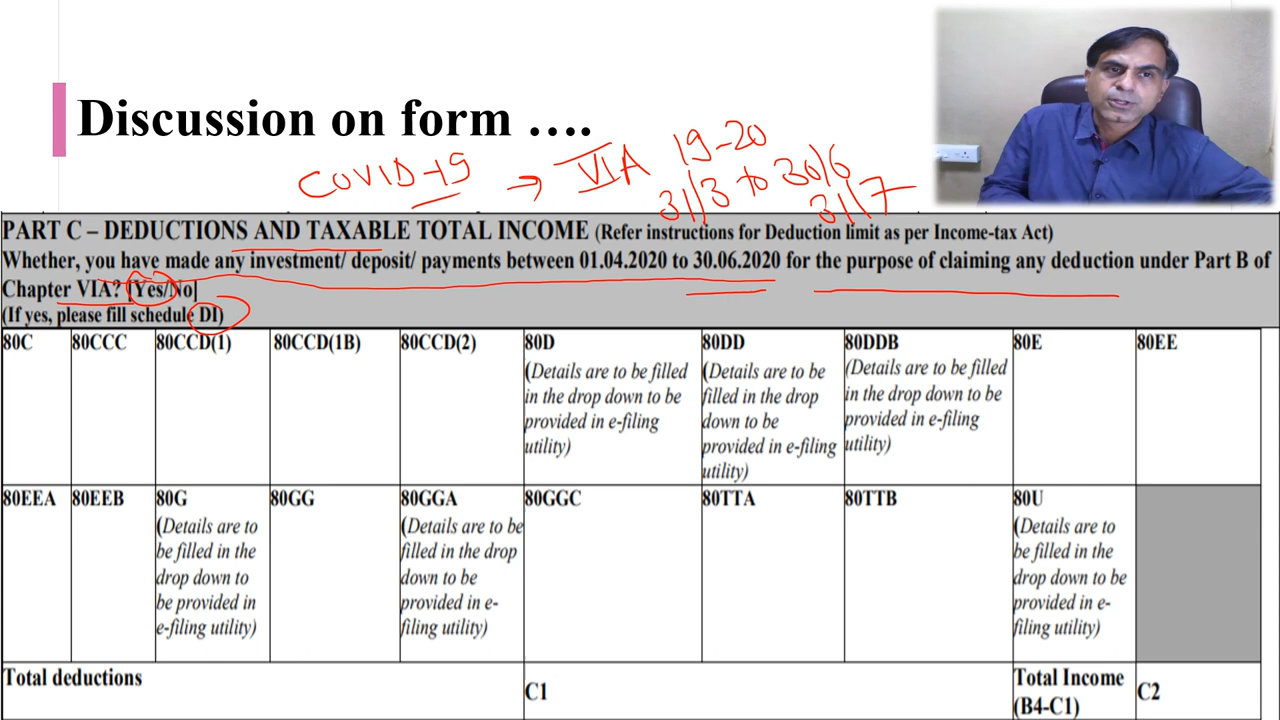 Discussion on form ….
COVID-19 → VIA 19-20
31/3 to 30/6
31/7
PART C – DEDUCTIONS AND TAXABLE TOTAL INCOME (Refer instructions for Deduction limit as per Income-tax Act)
Whether, you have made any investment/ deposit/ payments between 01.04.2020 to 30.06.2020 for the purpose of claiming any deduction under Part B of
Chapter VIA? [Yes/No]
(If yes, please fill schedule DI)
80C 80CCC 80CCD(1) 80CCD(1B) 80CCD(2) 80D 80DD 80DDB 80E 80EE
(Details are to be filled
in the drop down to be
provided in e-filing
utility)
(Details are to be
filled in the drop
down to be
provided in e-filing
utility)
(Details are to be filled
in the drop down to be
provided in e-filing
utility)
80EEA 80EEB 80G 80GG 80GGA 80GGC 80TTA 80TTB 80U
(Details are to
be filled in the
drop down to
be provided in
e-filing utility)
(Details are to be
filled in the drop
down to be
provided in e-
filing utility)
(Details are to
be filled in the
drop down to be
provided in e-
filing utility)
Total deductions C1 Total Income
(B4-C1) C2